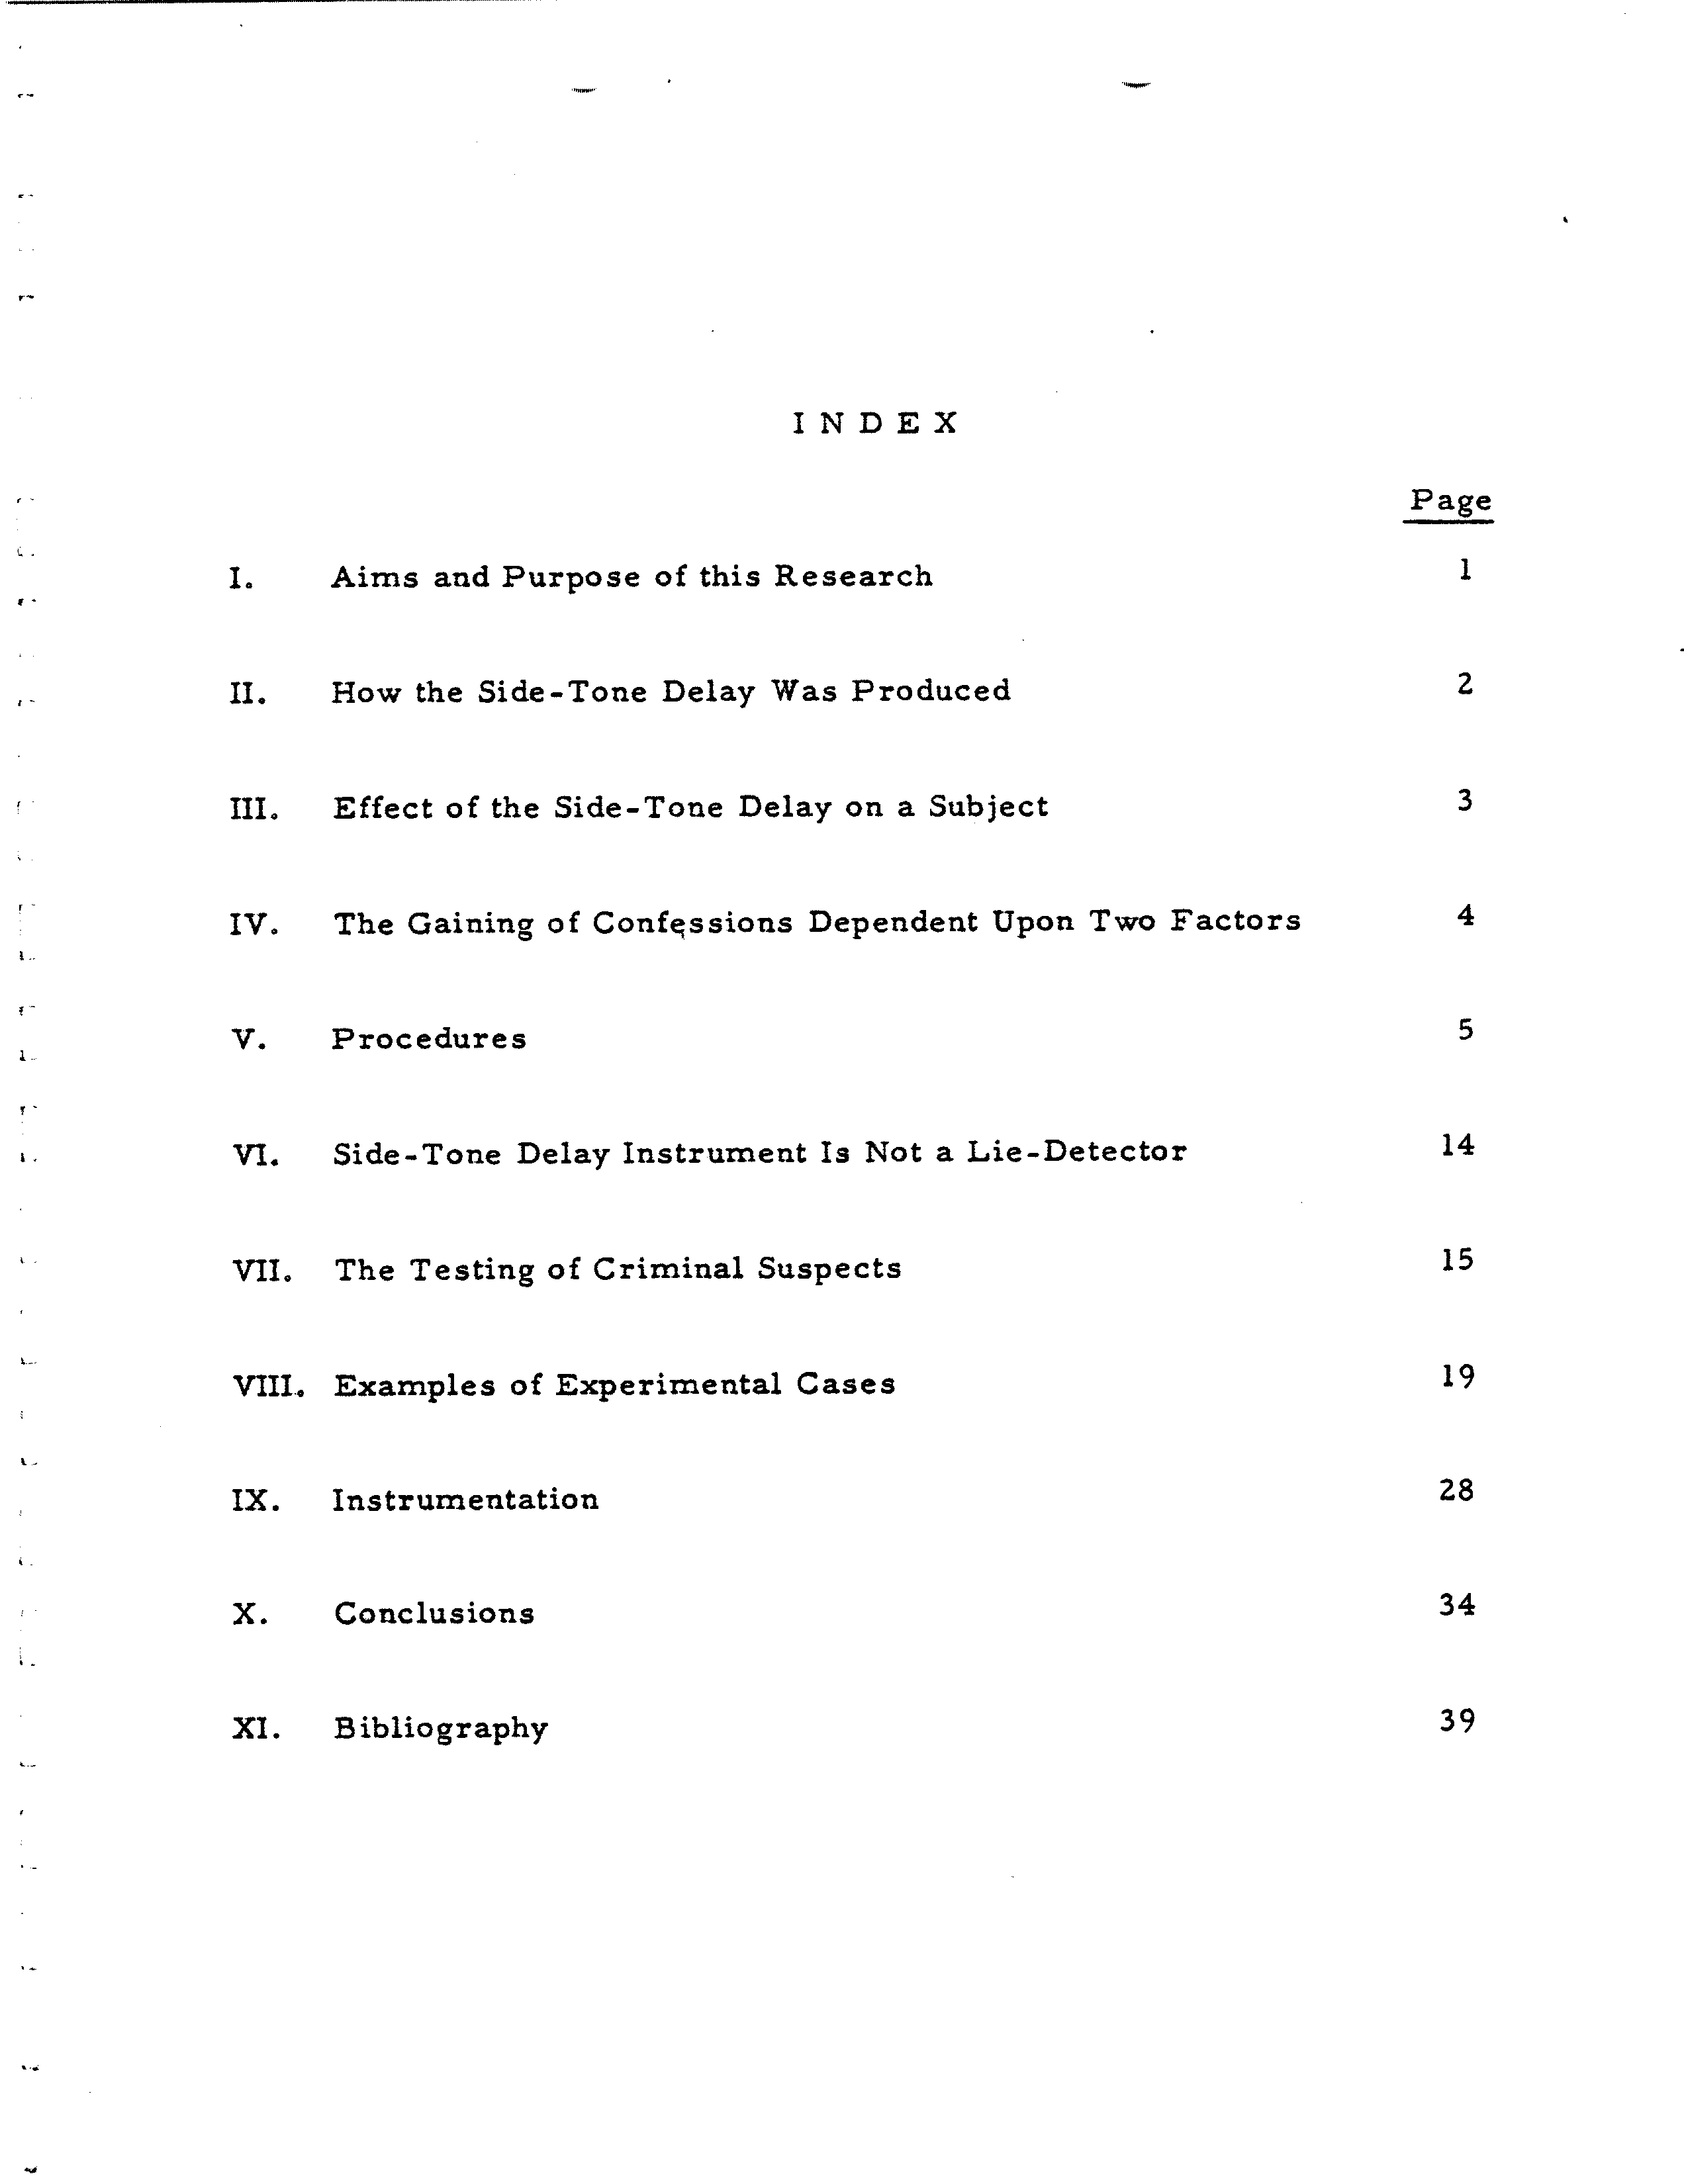 I N D E X
Page
I. Aims and Purpose of this Research 1
II. How the Side-Tone Delay Was Produced 2
III. Effect of the Side-Tone Delay on a Subject 3
IV. The Gaining of Confessions Dependent Upon Two Factors 4
V. Procedures 5
VI. Side-Tone Delay Instrument Is Not a Lie-Detector 14
VII. The Testing of Criminal Suspects 15
VIII. Examples of Experimental Cases 19
IX. Instrumentation 28
X. Conclusions 34
XI. Bibliography 39